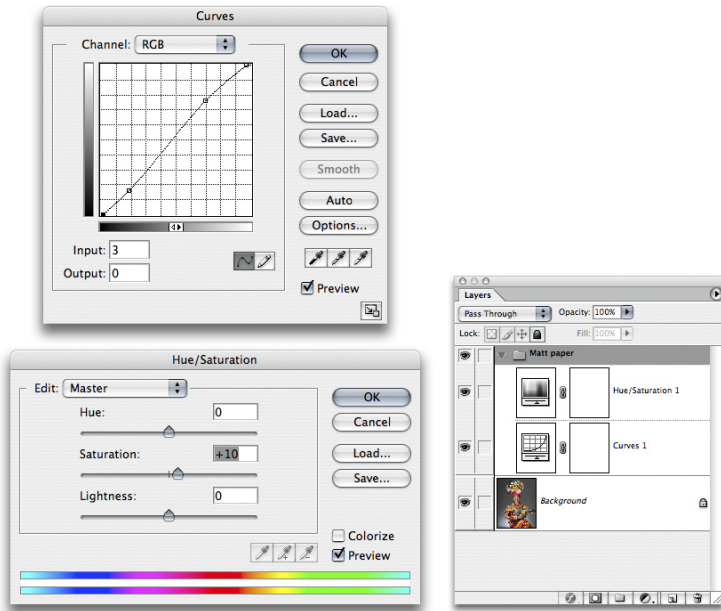 Curves
Channel: RGB
OK
Cancel
Load...
Save...
Smooth
Auto
Options...
Input: 3
Output: 0
Preview
Hue/Saturation
Edit: Master
Hue: 0
Saturation: +10
Lightness: 0
OK
Cancel
Load...
Save...
Colorize
Preview
Layers
Pass Through Opacity: 100%
Lock: Fill: 100%
Matt paper
Hue/Saturation 1
Curves 1
Background